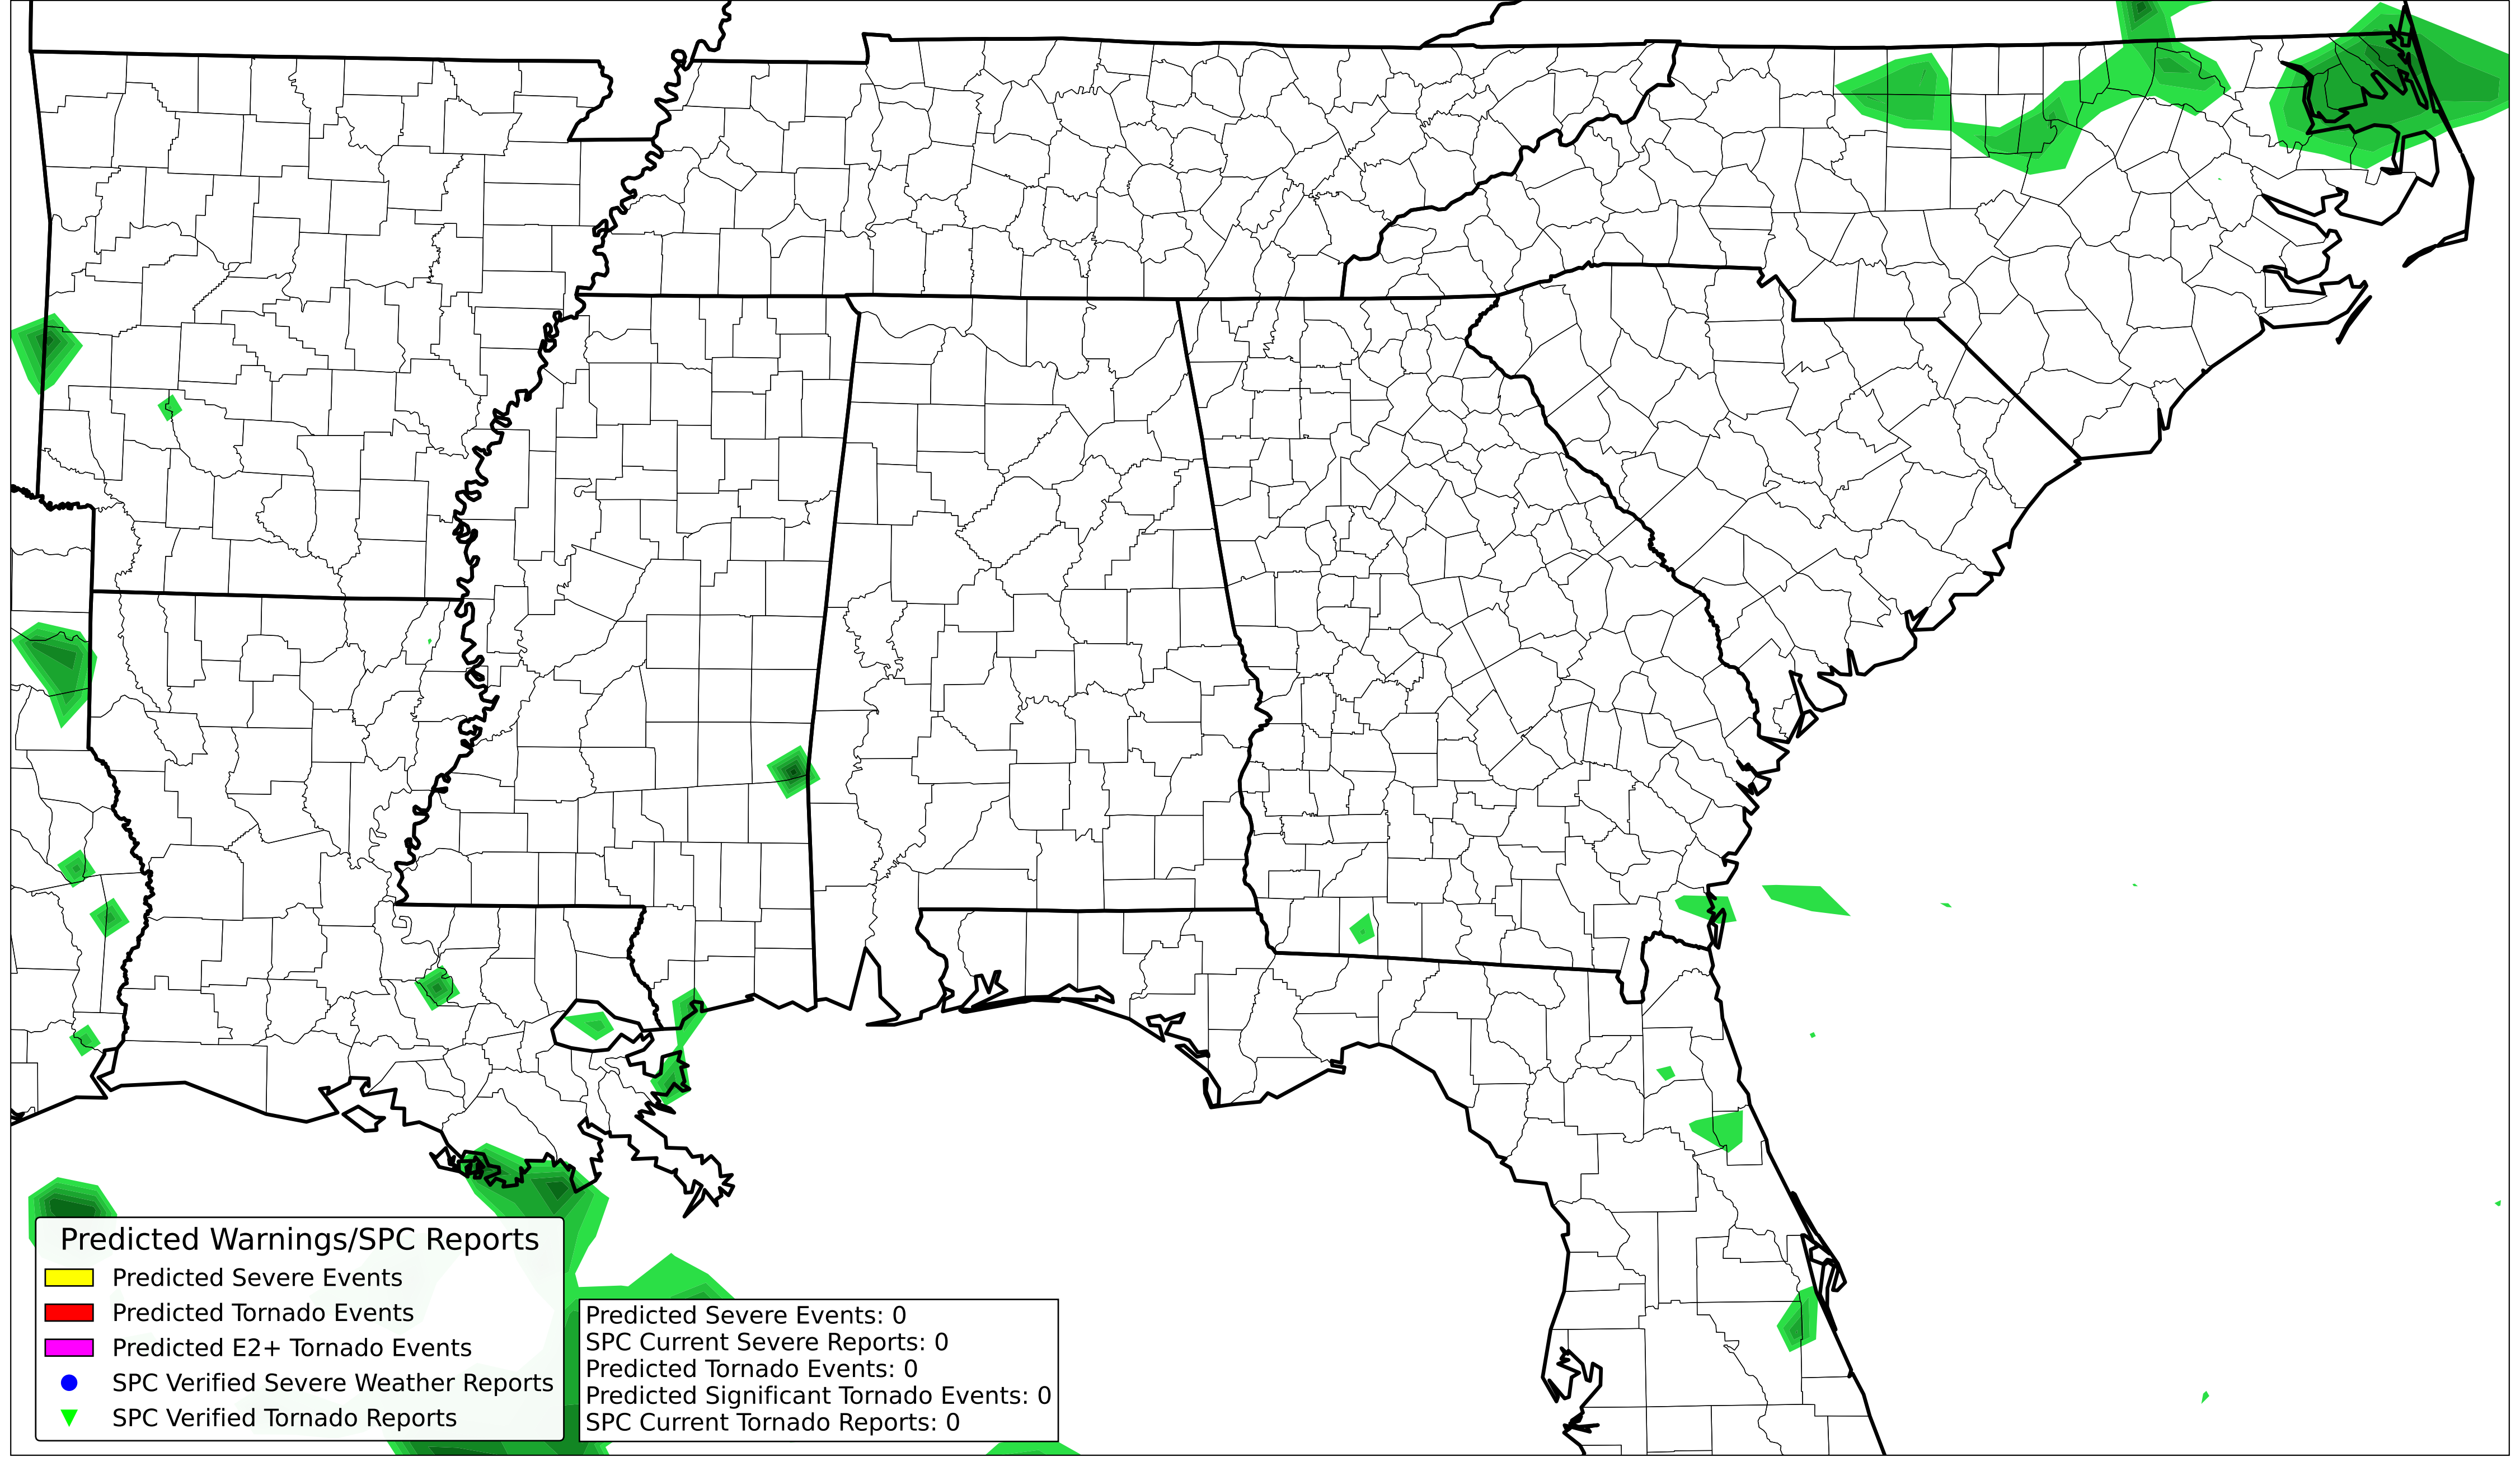 Predicted Warnings/SPC Reports
Predicted Severe Events
Predicted Tornado Events
Predicted E2+ Tornado Events
SPC Verified Severe Weather Reports
SPC Verified Tornado Reports
Predicted Severe Events: 0
SPC Current Severe Reports: 0
Predicted Tornado Events: 0
Predicted Significant Tornado Events: 0
SPC Current Tornado Reports: 0